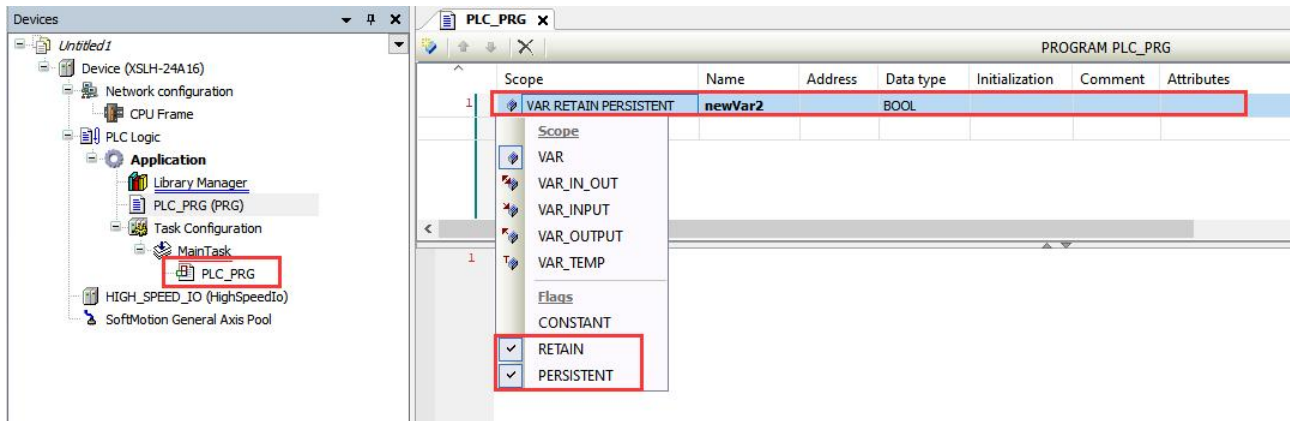 Devices
Untitled1
Device (XSLH-24A16)
Network configuration
CPU Frame
PLC Logic
Application
Library Manager
PLC_PRG (PRG)
Task Configuration
MainTask
PLC_PRG
HIGH_SPEED_IO (HighSpeedIo)
SoftMotion General Axis Pool
PLC_PRG X
PROGRAM PLC_PRG
Scope Name Address Data type Initialization Comment Attributes
1 VAR RETAIN PERSISTENT newVar2 BOOL
Scope
VAR
VAR_IN_OUT
VAR_INPUT
VAR_OUTPUT
1 VAR_TEMP
Flags
CONSTANT
RETAIN
PERSISTENT